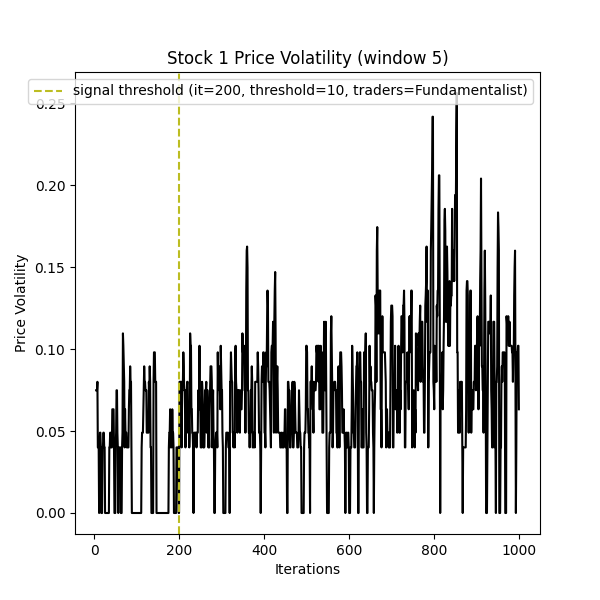 Stock 1 Price Volatility (window 5)
signal threshold (it=200, threshold=10, traders=Fundamentalist)
0.25
0.20
0.15
0.10
0.05
0.00
Price Volatility
0 200 400 600 800 1000
Iterations